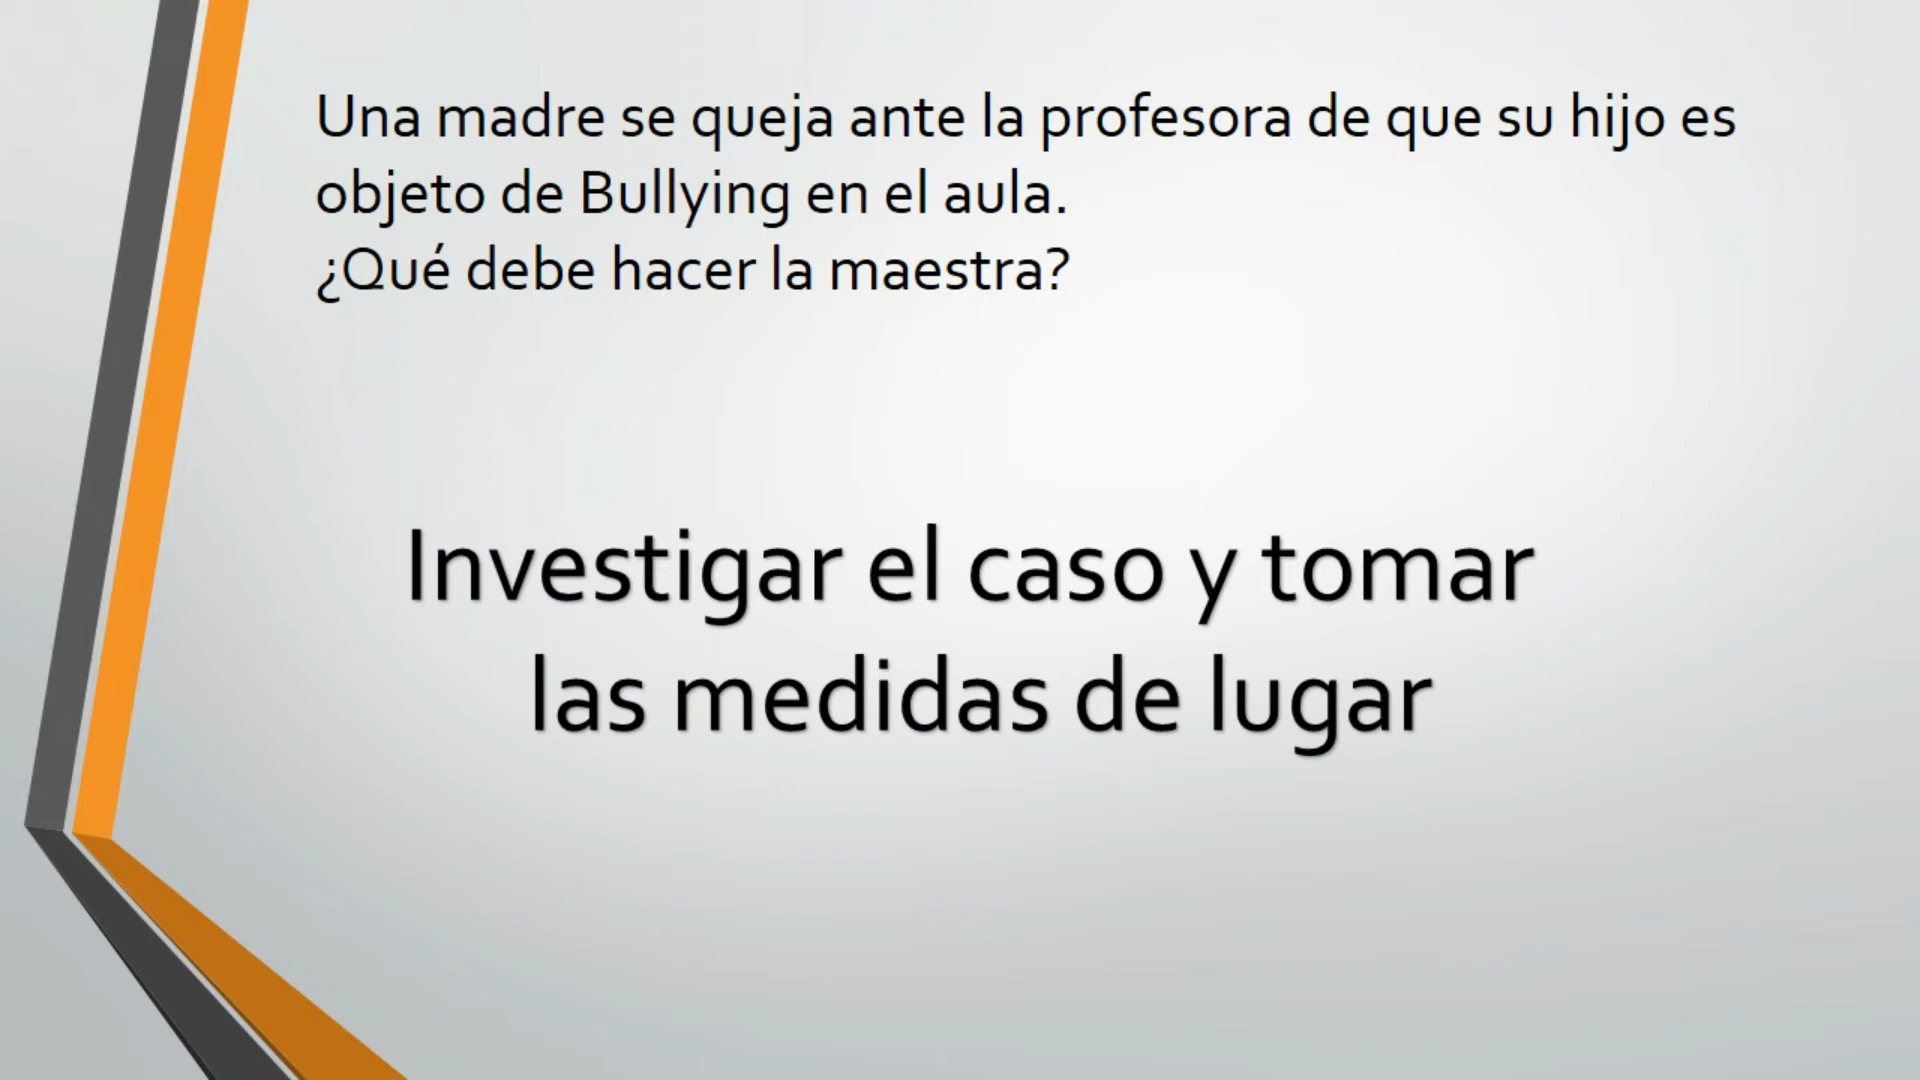 Una madre se queja ante la profesora de que su hijo es
objeto de Bullying en el aula.
¿Qué debe hacer la maestra?
Investigar el caso y tomar
las medidas de lugar